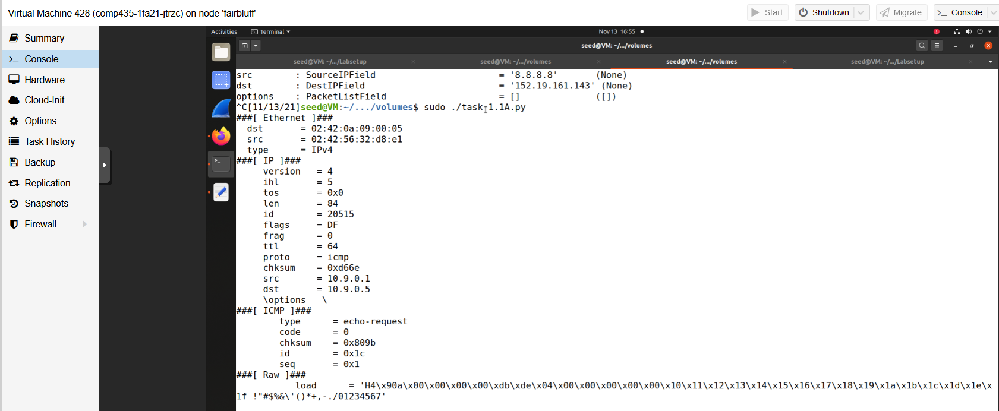 Virtual Machine 428 (comp435-1fa21-jtrzc) on node 'fairbluff'
Start
Shutdown
Migrate
>_ Console
Summary
>_ Console
Hardware
Cloud-Init
Options
Task History
Backup
Replication
Snapshots
Firewall
Activities
Terminal
Nov 13 16:55
seed@VM: ~/.../volumes
seed@VM: ~/.../Labsetup
seed@VM: ~/.../volumes
seed@VM: ~/.../volumes
seed@VM: ~/.../Labsetup
src : SourceIPField = '8.8.8.8' (None)
dst : DestIPField = '152.19.161.143' (None)
options : PacketListField = [] ([])
^C[11/13/21]seed@VM:~/.../volumes$ sudo ./task1.1A.py
###[ Ethernet ]###
dst = 02:42:0a:09:00:05
src = 02:42:56:32:d8:e1
type = IPv4
###[ IP ]###
version = 4
ihl = 5
tos = 0x0
len = 84
id = 20515
flags = DF
frag = 0
ttl = 64
proto = icmp
chksum = 0xd66e
src = 10.9.0.1
dst = 10.9.0.5
\options \
###[ ICMP ]###
type = echo-request
code = 0
chksum = 0x809b
id = 0x1c
seq = 0x1
###[ Raw ]###
load = 'H4\x90a\x00\x00\x00\x00\xdb\xde\x04\x00\x00\x00\x00\x00\x10\x11\x12\x13\x14\x15\x16\x17\x18\x19\x1a\x1b\x1c\x1d\x1e\x
1f !"#$%&\'()*+,-./01234567'